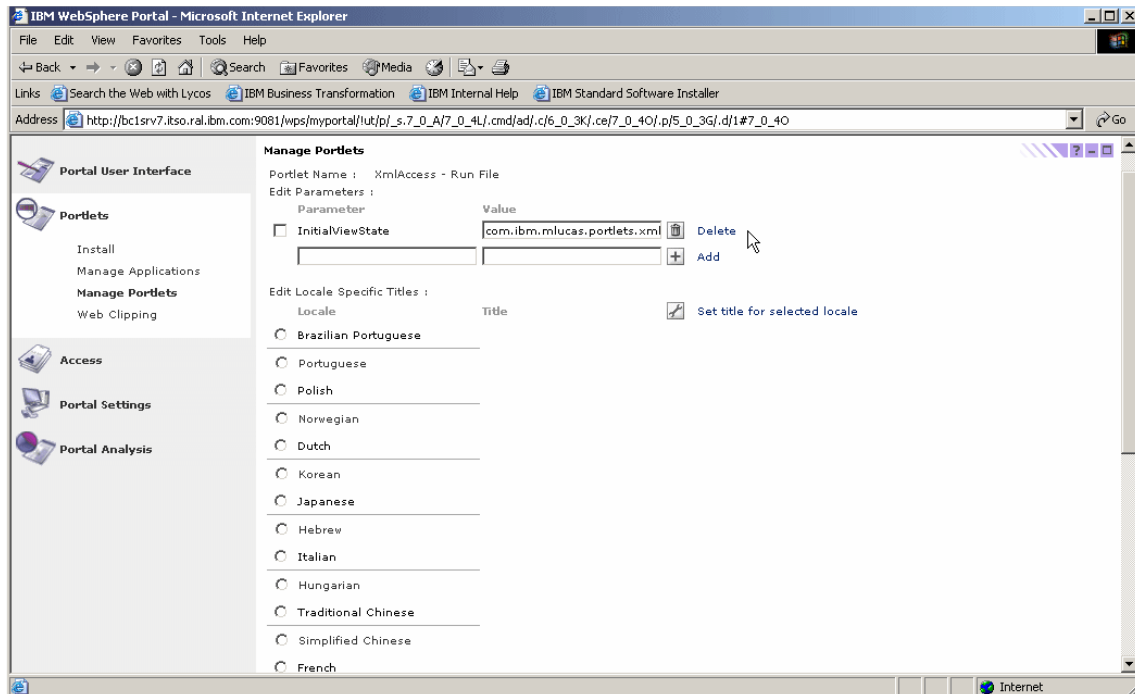 IBM WebSphere Portal - Microsoft Internet Explorer
File Edit View Favorites Tools Help
Back Search Favorites Media
Links Search the Web with Lycos IBM Business Transformation IBM Internal Help IBM Standard Software Installer
Address http://bc1srv7.itso.ral.ibm.com:9081/wps/myportal/!ut/p/_s.7_0_A/7_0_4L/.cmd/ad/.c/6_0_3K/.ce/7_0_4O/.p/5_0_3G/.d/1#7_0_4O Go
Portal User Interface
Portlets
Install
Manage Applications
Manage Portlets
Web Clipping
Access
Portal Settings
Portal Analysis
Manage Portlets
Portlet Name : XmlAccess - Run File
Edit Parameters :
Parameter Value
InitialViewState com.ibm.mlucas.portlets.xml Delete
Add
Edit Locale Specific Titles :
Locale Title Set title for selected locale
Brazilian Portuguese
Portuguese
Polish
Norwegian
Dutch
Korean
Japanese
Hebrew
Italian
Hungarian
Traditional Chinese
Simplified Chinese
French
Internet